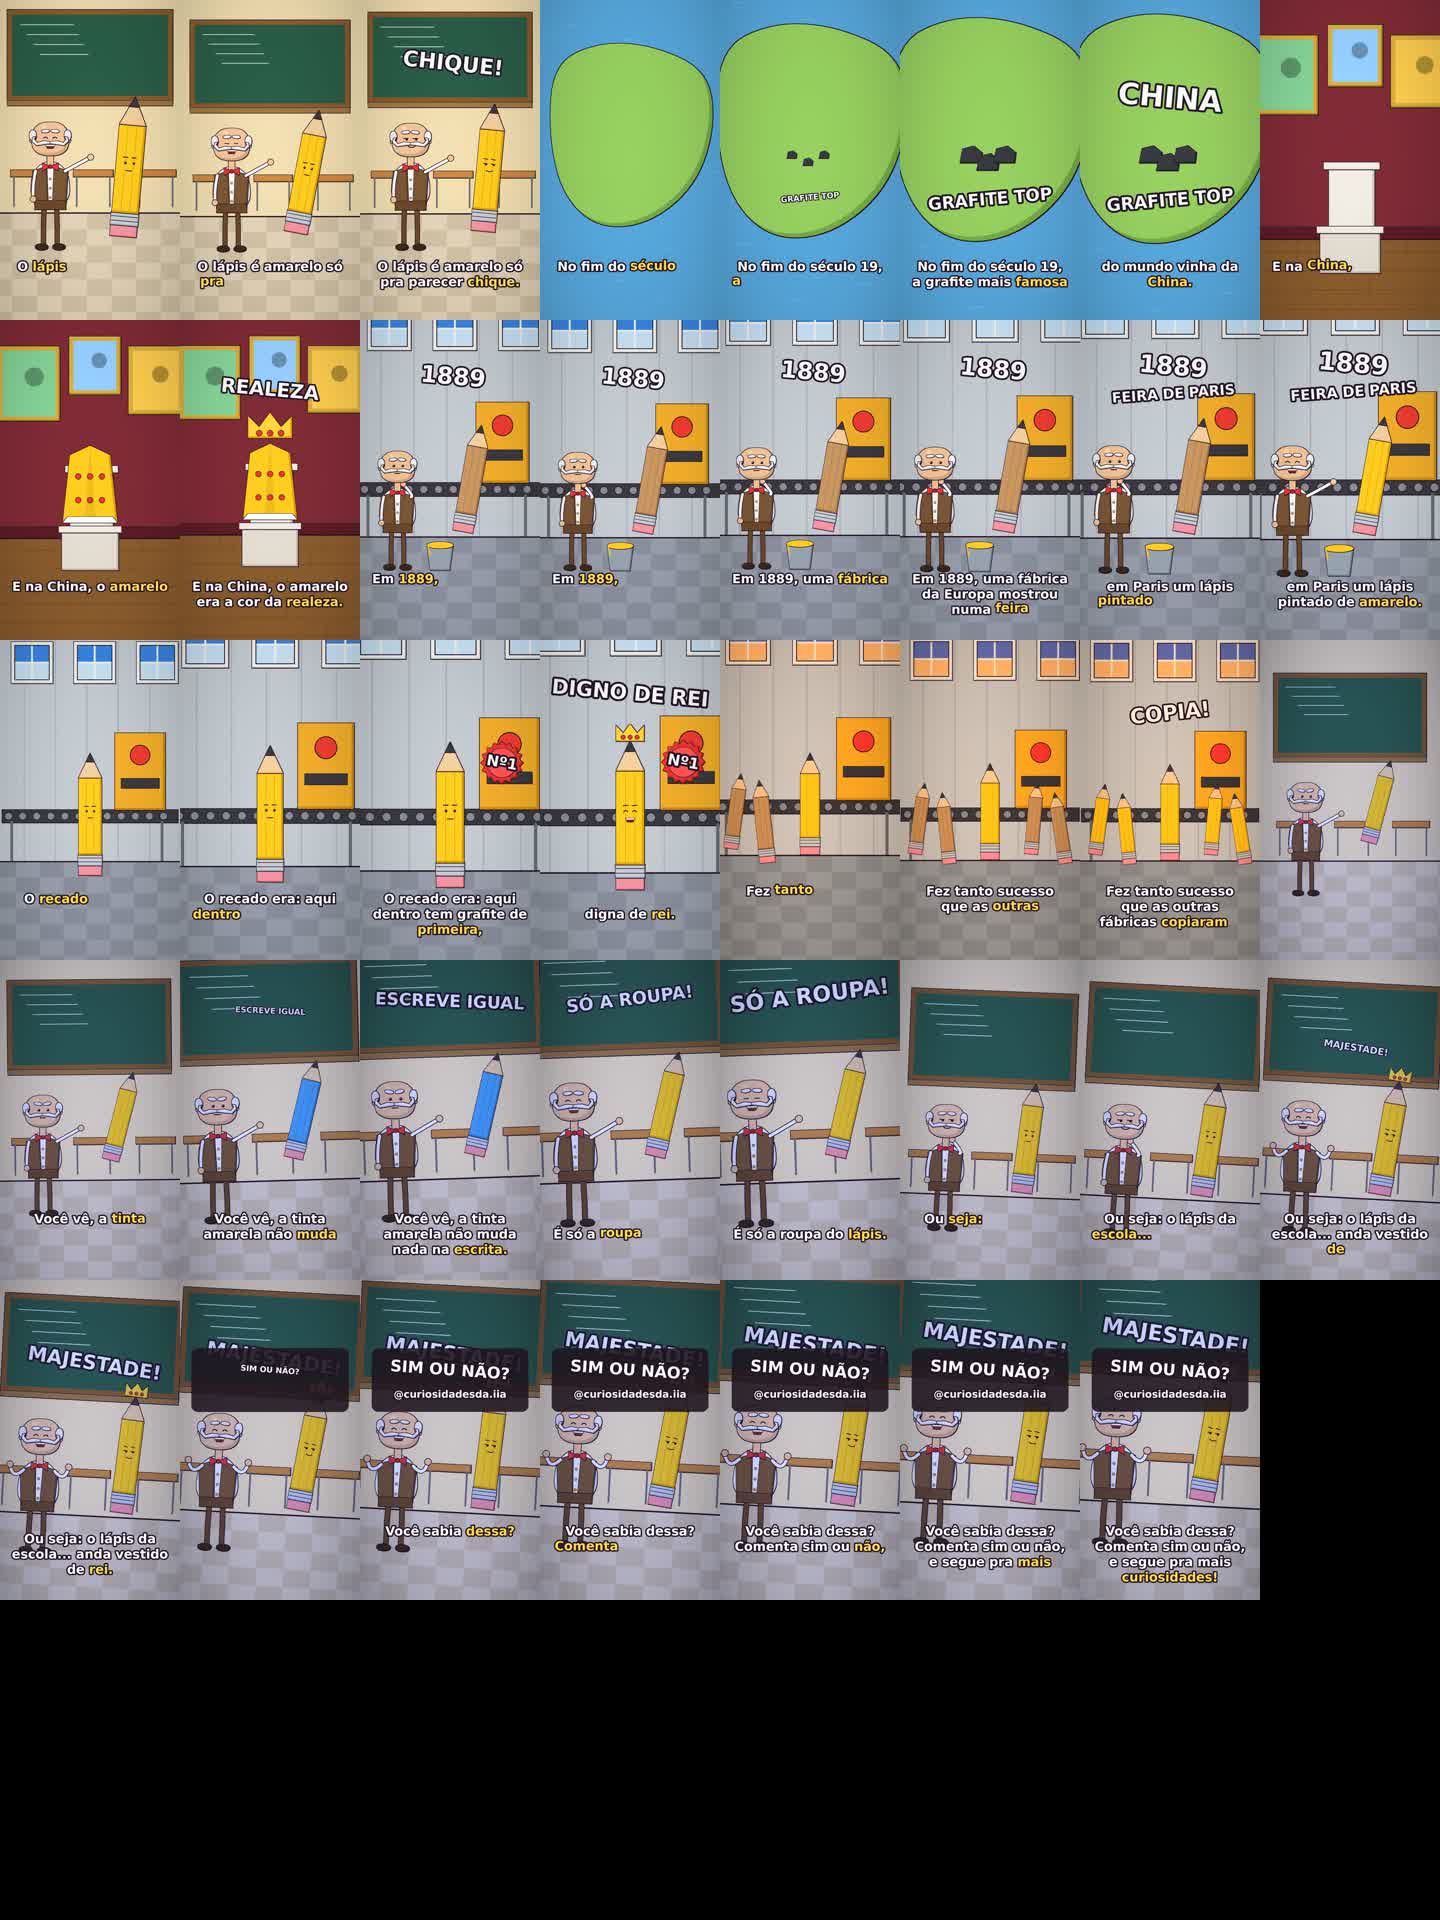 O lápis
O lápis é amarelo só
pra
CHIQUE!
O lápis é amarelo só
pra parecer chique.
No fim do século
GRAFITE TOP
No fim do século 19,
a
GRAFITE TOP
No fim do século 19,
a grafite mais famosa
CHINA
GRAFITE TOP
do mundo vinha da
China.
E na China,
E na China, o amarelo
REALEZA
E na China, o amarelo
era a cor da realeza.
1889
Em 1889,
1889
Em 1889,
1889
Em 1889, uma fábrica
1889
Em 1889, uma fábrica
da Europa mostrou
numa feira
1889
FEIRA DE PARIS
em Paris um lápis
pintado
1889
FEIRA DE PARIS
em Paris um lápis
pintado de amarelo.
O recado
O recado era: aqui
dentro
Nº1
O recado era: aqui
dentro tem grafite de
primeira,
DIGNO DE REI
Nº1
digna de rei.
Fez tanto
Fez tanto sucesso
que as outras
COPIA!
Fez tanto sucesso
que as outras
fábricas copiaram
Você vê, a tinta
ESCREVE IGUAL
Você vê, a tinta
amarela não muda
ESCREVE IGUAL
Você vê, a tinta
amarela não muda
nada na escrita.
SÓ A ROUPA!
É só a roupa
SÓ A ROUPA!
É só a roupa do lápis.
Ou seja:
Ou seja: o lápis da
escola...
MAJESTADE!
Ou seja: o lápis da
escola... anda vestido
de
MAJESTADE!
Ou seja: o lápis da
escola... anda vestido
de rei.
MAJESTADE!
SIM OU NÃO?
MAJESTADE!
SIM OU NÃO?
@curiosidadesda.iia
Você sabia dessa?
MAJESTADE!
SIM OU NÃO?
@curiosidadesda.iia
Você sabia dessa?
Comenta
MAJESTADE!
SIM OU NÃO?
@curiosidadesda.iia
Você sabia dessa?
Comenta sim ou não,
MAJESTADE!
SIM OU NÃO?
@curiosidadesda.iia
Você sabia dessa?
Comenta sim ou não,
e segue pra mais
MAJESTADE!
SIM OU NÃO?
@curiosidadesda.iia
Você sabia dessa?
Comenta sim ou não,
e segue pra mais
curiosidades!